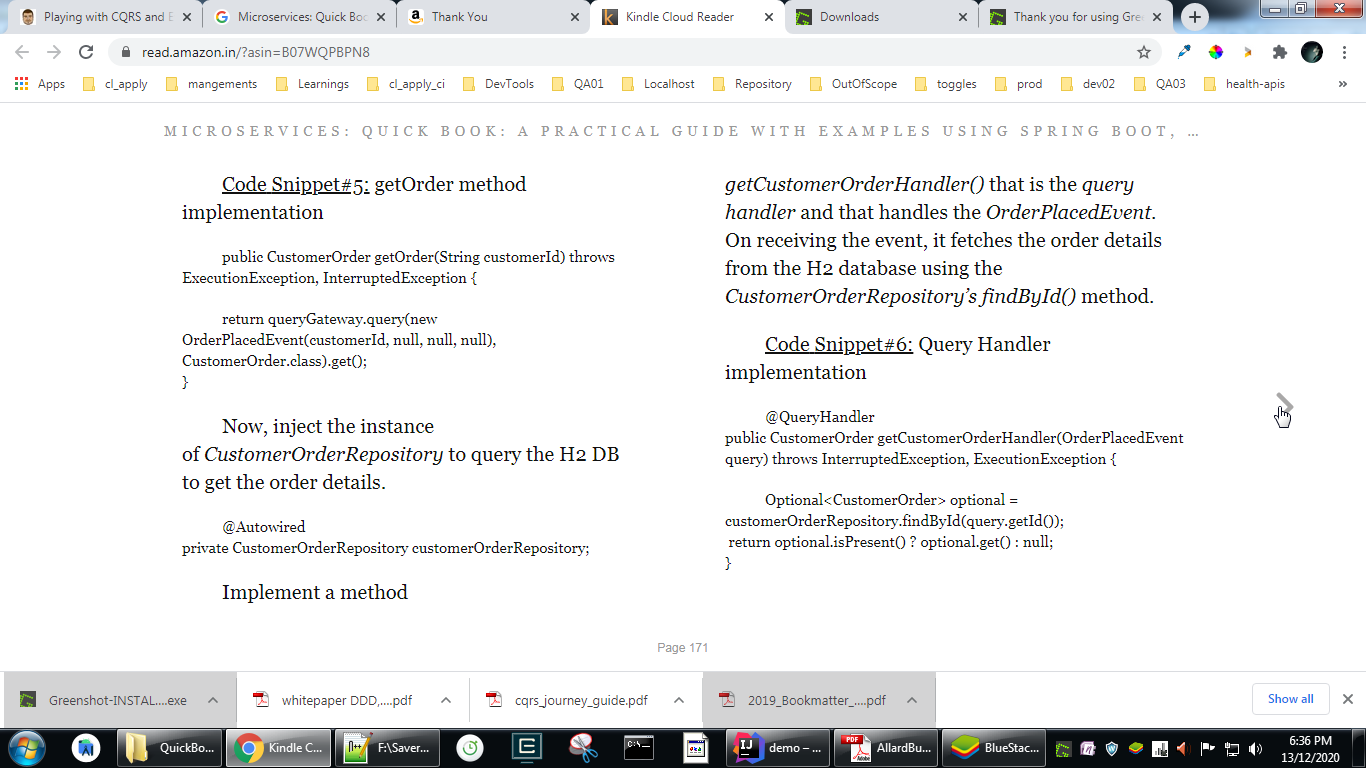 Playing with CQRS and E
Microservices: Quick Boo
Thank You
Kindle Cloud Reader
Downloads
Thank you for using Gre
read.amazon.in/?asin=B07WQPBPN8
Apps
cl_apply
mangements
Learnings
cl_apply_ci
DevTools
QA01
Localhost
Repository
OutOfScope
toggles
prod
dev02
QA03
health-apis
»
MICROSERVICES: QUICK BOOK: A PRACTICAL GUIDE WITH EXAMPLES USING SPRING BOOT, ...
Code Snippet#5: getOrder method
implementation
public CustomerOrder getOrder(String customerId) throws
ExecutionException, InterruptedException {
return queryGateway.query(new
OrderPlacedEvent(customerId, null, null, null),
CustomerOrder.class).get();
}
Now, inject the instance
of CustomerOrderRepository to query the H2 DB
to get the order details.
@Autowired
private CustomerOrderRepository customerOrderRepository;
Implement a method
getCustomerOrderHandler() that is the query
handler and that handles the OrderPlacedEvent.
On receiving the event, it fetches the order details
from the H2 database using the
CustomerOrderRepository’s findById() method.
Code Snippet#6: Query Handler
implementation
@QueryHandler
public CustomerOrder getCustomerOrderHandler(OrderPlacedEvent
query) throws InterruptedException, ExecutionException {
Optional<CustomerOrder> optional =
customerOrderRepository.findById(query.getId());
return optional.isPresent() ? optional.get() : null;
}
Page 171
Greenshot-INSTAL....exe
whitepaper DDD,....pdf
cqrs_journey_guide.pdf
2019_Bookmatter_....pdf
Show all
QuickBo...
Kindle C...
F:\Saver...
demo – ...
AllardBu...
BlueStac...
6:36 PM
13/12/2020